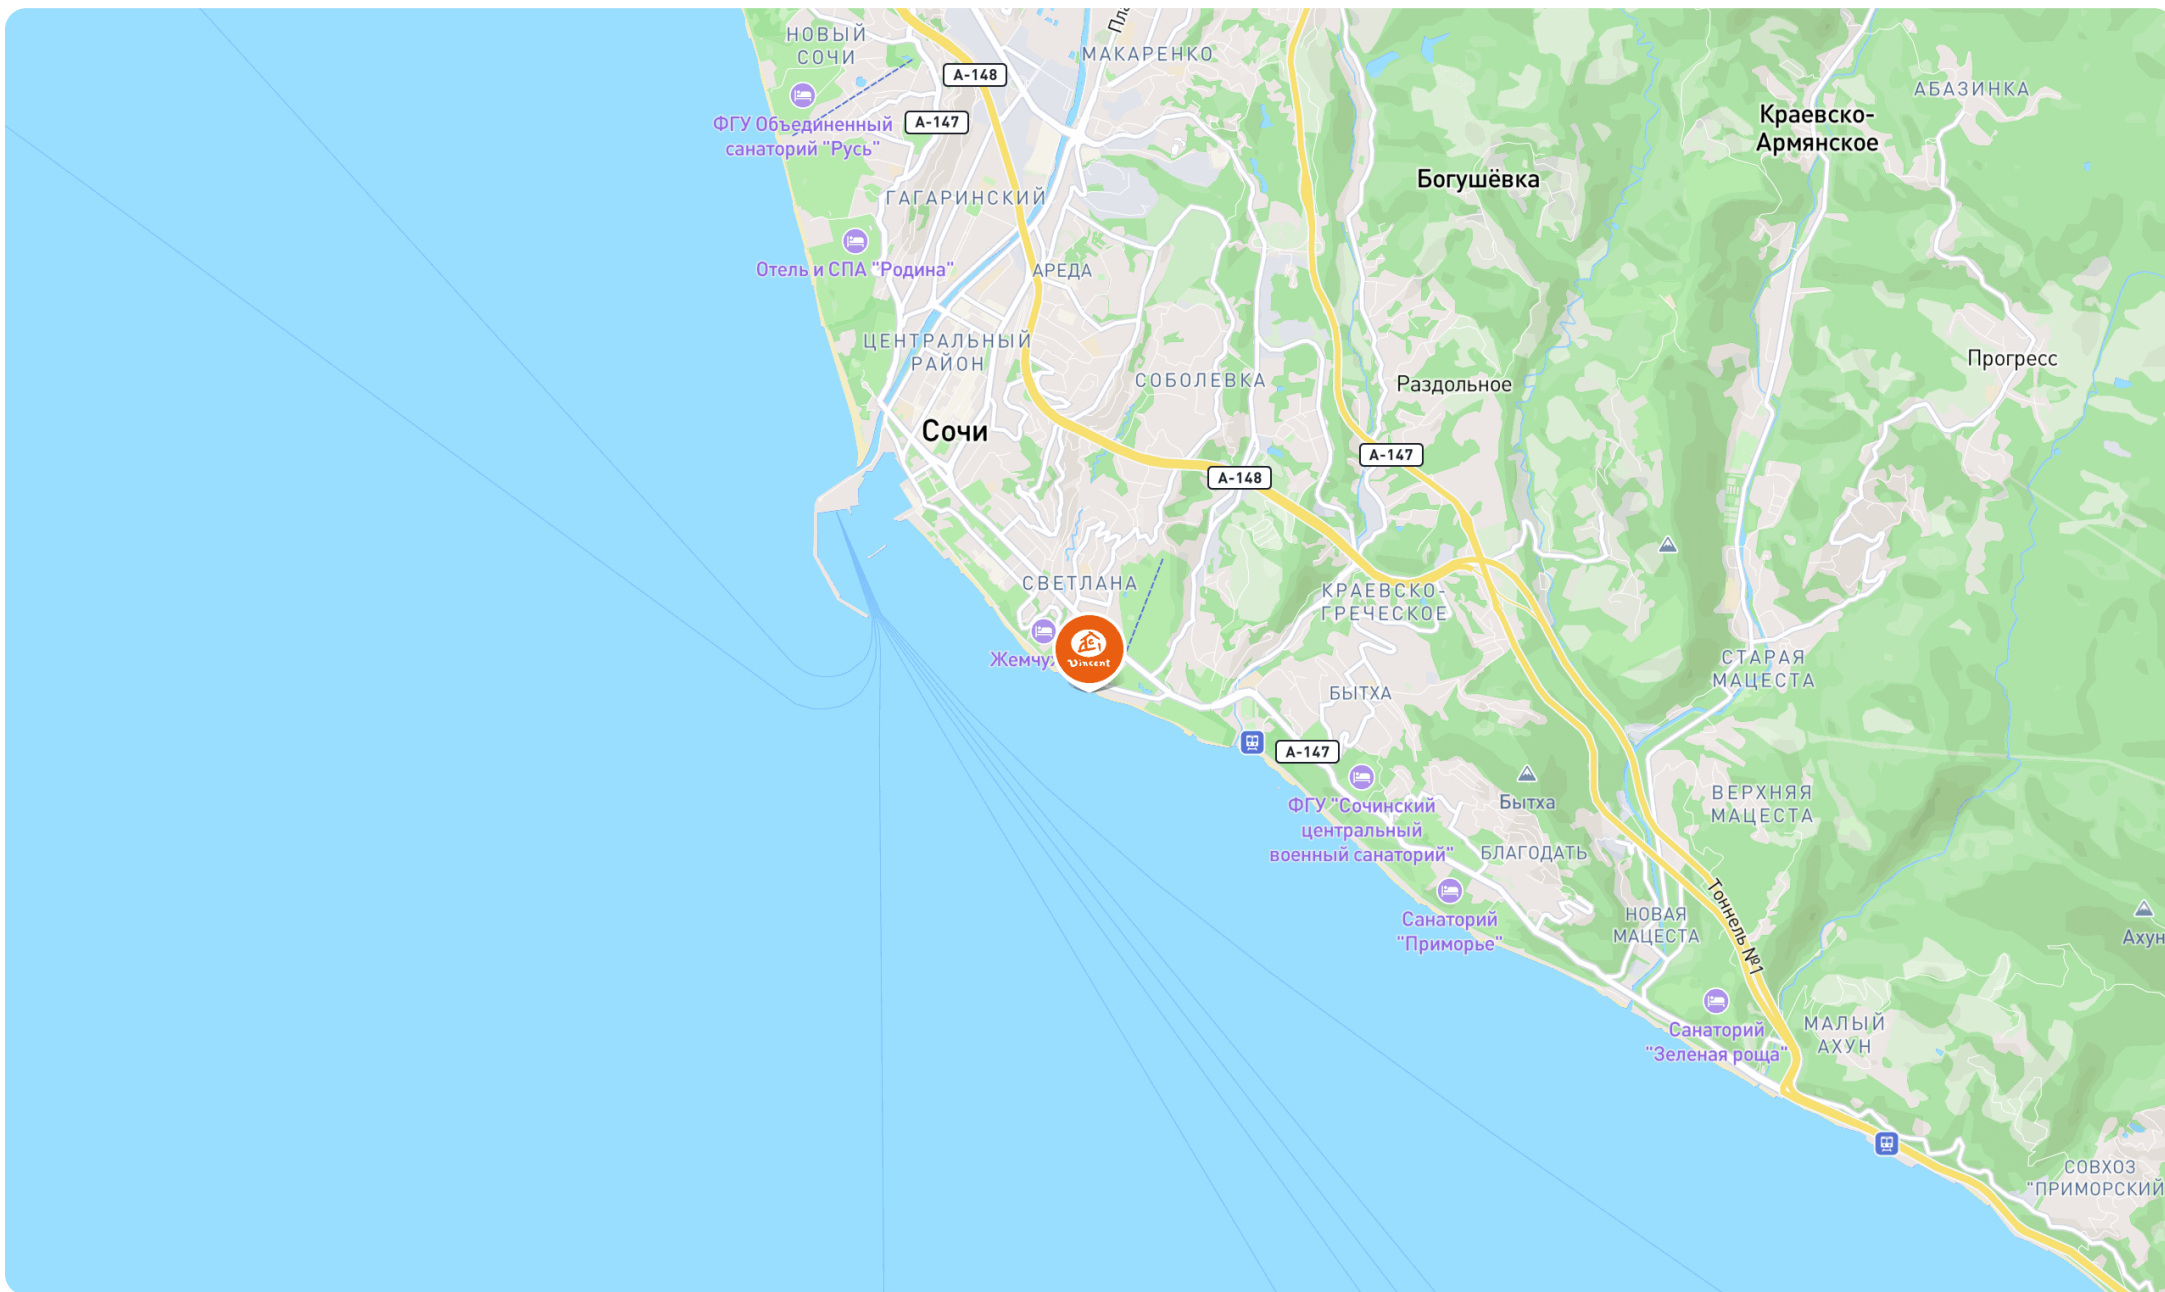 Пла
НОВЫЙ
СОЧИ
МАКАРЕНКО
А-148
АБАЗИНКА
Краевско-
Армянское
А-147
ФГУ Объединенный
санаторий "Русь"
Богушёвка
ГАГАРИНСКИЙ
Отель и СПА "Родина"
АРЕДА
ЦЕНТРАЛЬНЫЙ
РАЙОН
Прогресс
СОБОЛЕВКА
Раздольное
Сочи
А-147
А-148
СВЕТЛАНА
КРАЕВСКО-
ГРЕЧЕСКОЕ
Жемчу
Vincent
СТАРАЯ
МАЦЕСТА
БЫТХА
А-147
ФГУ "Сочинский
центральный
военный санаторий"
Бытха
ВЕРХНЯЯ
МАЦЕСТА
БЛАГОДАТЬ
Тоннель №1
Санаторий
"Приморье"
НОВАЯ
МАЦЕСТА
Ахун
Санаторий
"Зеленая роща"
МАЛЫЙ
АХУН
СОВХОЗ
"ПРИМОРСКИЙ